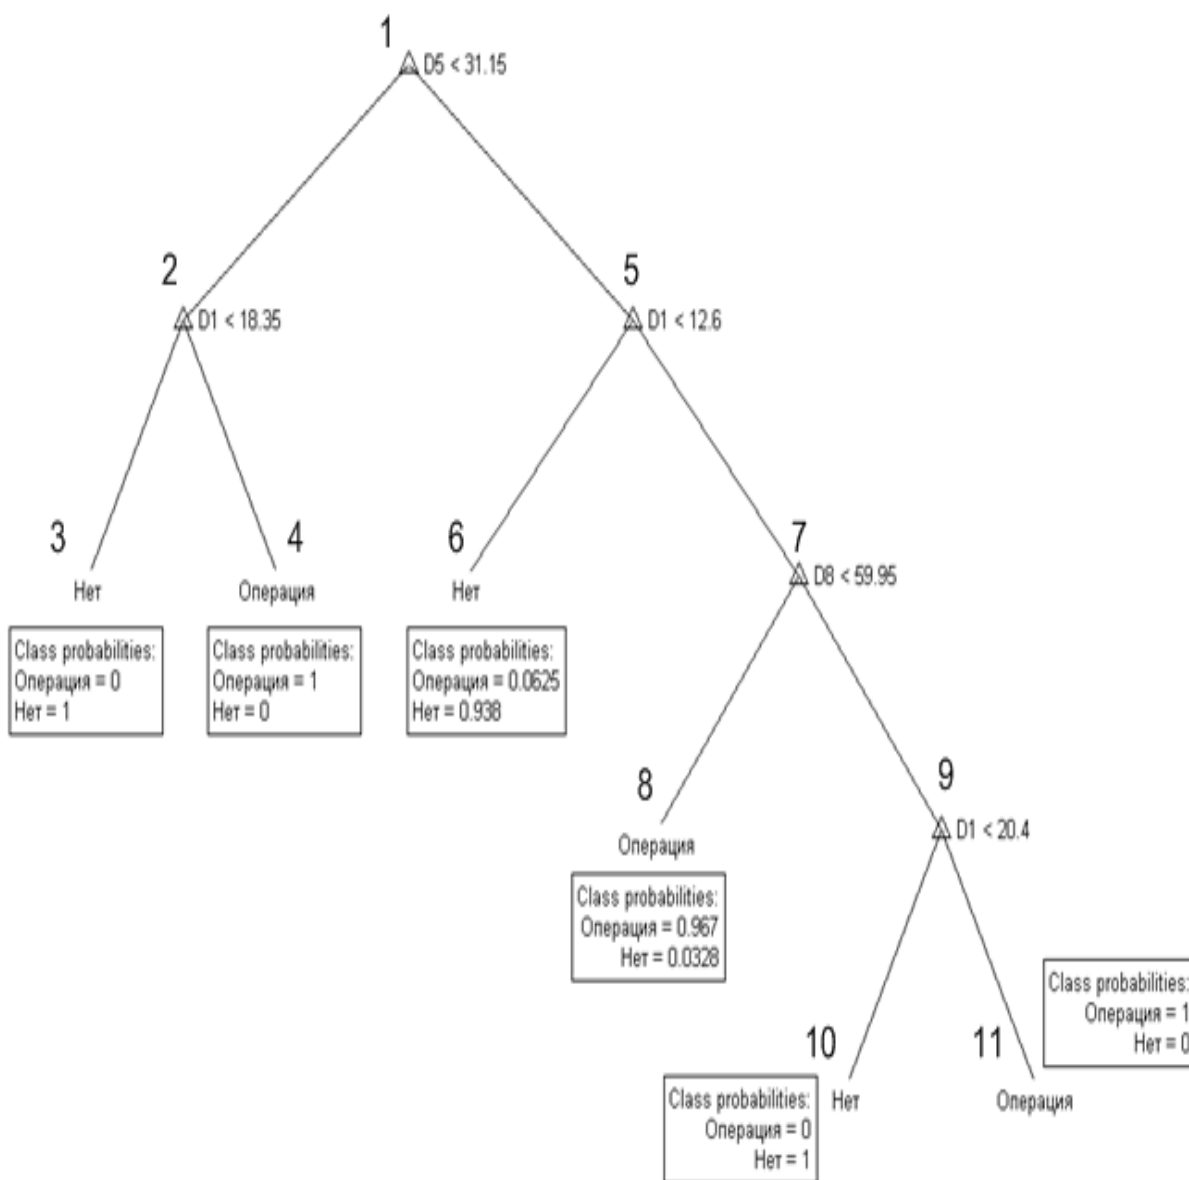 1
D5 < 31.15
2
D1 < 18.35
5
D1 < 12.6
3
Нет
Class probabilities:
Операция = 0
Нет = 1
4
Операция
Class probabilities:
Операция = 1
Нет = 0
6
Нет
Class probabilities:
Операция = 0.0625
Нет = 0.938
7
D8 < 59.95
8
Операция
Class probabilities:
Операция = 0.967
Нет = 0.0328
9
D1 < 20.4
10
Нет
Class probabilities:
Операция = 0
Нет = 1
11
Операция
Class probabilities:
Операция = 1
Нет = 0